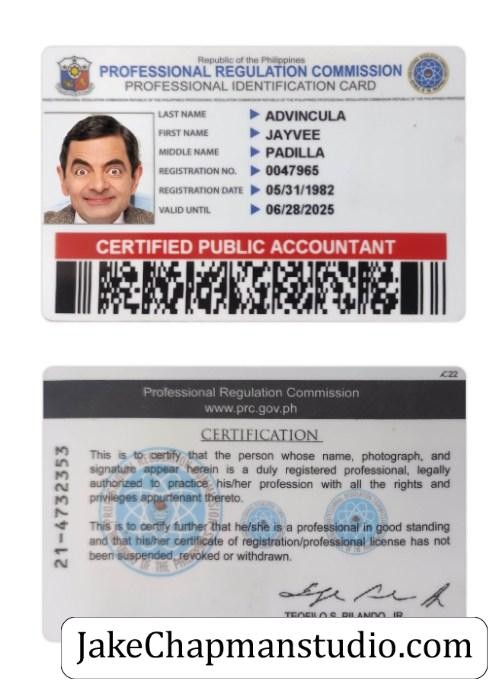 Republic of the Philippines
PROFESSIONAL REGULATION COMMISSION
PROFESSIONAL IDENTIFICATION CARD
LAST NAME ▶ ADVINCULA
FIRST NAME ▶ JAYVEE
MIDDLE NAME ▶ PADILLA
REGISTRATION NO. ▶ 0047965
REGISTRATION DATE ▶ 05/31/1982
VALID UNTIL ▶ 06/28/2025
CERTIFIED PUBLIC ACCOUNTANT
Professional Regulation Commission
www.prc.gov.ph
CERTIFICATION
21-4732353
This is to certify that the person whose name, photograph, and
signature appear herein is a duly registered professional, legally
authorized to practice his/her profession with all the rights and
privileges appurtenant thereto.
This is to certify further that he/she is a professional in good standing
and that his/her certificate of registration/professional license has not
been suspended, revoked or withdrawn.
TEOFILO S. PILANDO, JR.
JakeChapmanstudio.com